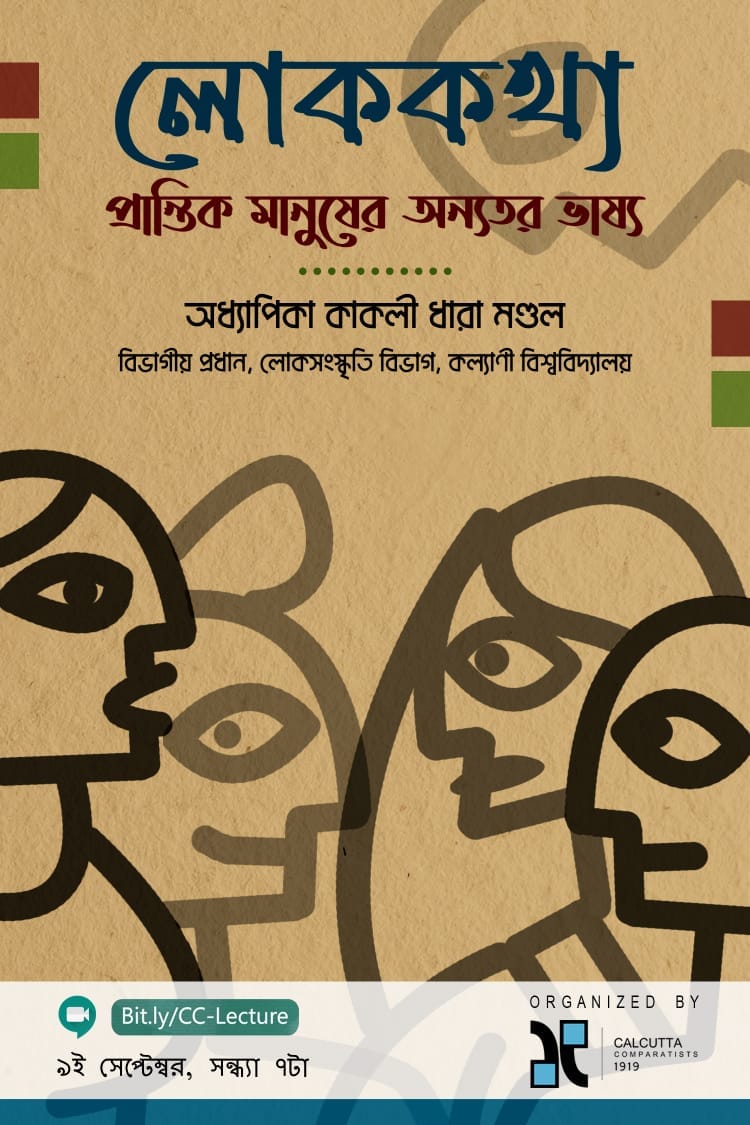 লোককথা
প্রান্তিক মানুষের অন্যতর ভাষ্য
অধ্যাপিকা কাকলী ধারা মণ্ডল
বিভাগীয় প্রধান, লোকসংস্কৃতি বিভাগ, কল্যাণী বিশ্ববিদ্যালয়
Bit.ly/CC-Lecture
৯ই সেপ্টেম্বর, সন্ধ্যা ৭টা
ORGANIZED BY
CALCUTTA
COMPARATISTS
1919